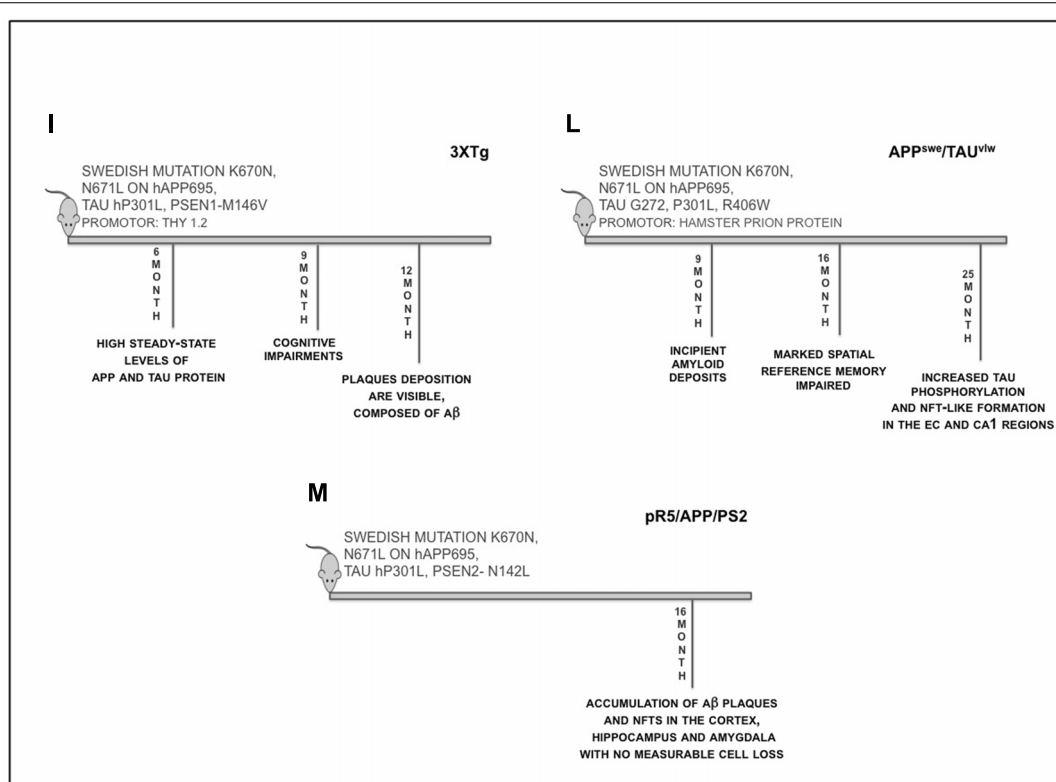 I
3XTg
SWEDISH MUTATION K670N,
N671L ON hAPP695,
TAU hP301L, PSEN1-M146V
PROMOTOR: THY 1.2
6
M
O
N
T
H
HIGH STEADY-STATE
LEVELS OF
APP AND TAU PROTEIN
9
M
O
N
T
H
COGNITIVE
IMPAIRMENTS
12
M
O
N
T
H
PLAQUES DEPOSITION
ARE VISIBLE,
COMPOSED OF Aβ
L
APPswe/TAUvlw
SWEDISH MUTATION K670N,
N671L ON hAPP695,
TAU G272, P301L, R406W
PROMOTOR: HAMSTER PRION PROTEIN
9
M
O
N
T
H
INCIPIENT
AMYLOID
DEPOSITS
16
M
O
N
T
H
MARKED SPATIAL
REFERENCE MEMORY
IMPAIRED
25
M
O
N
T
H
INCREASED TAU
PHOSPHORYLATION
AND NFT-LIKE FORMATION
IN THE EC AND CA1 REGIONS
M
pR5/APP/PS2
SWEDISH MUTATION K670N,
N671L ON hAPP695,
TAU hP301L, PSEN2- N142L
16
M
O
N
T
H
ACCUMULATION OF Aβ PLAQUES
AND NFTS IN THE CORTEX,
HIPPOCAMPUS AND AMYGDALA
WITH NO MEASURABLE CELL LOSS